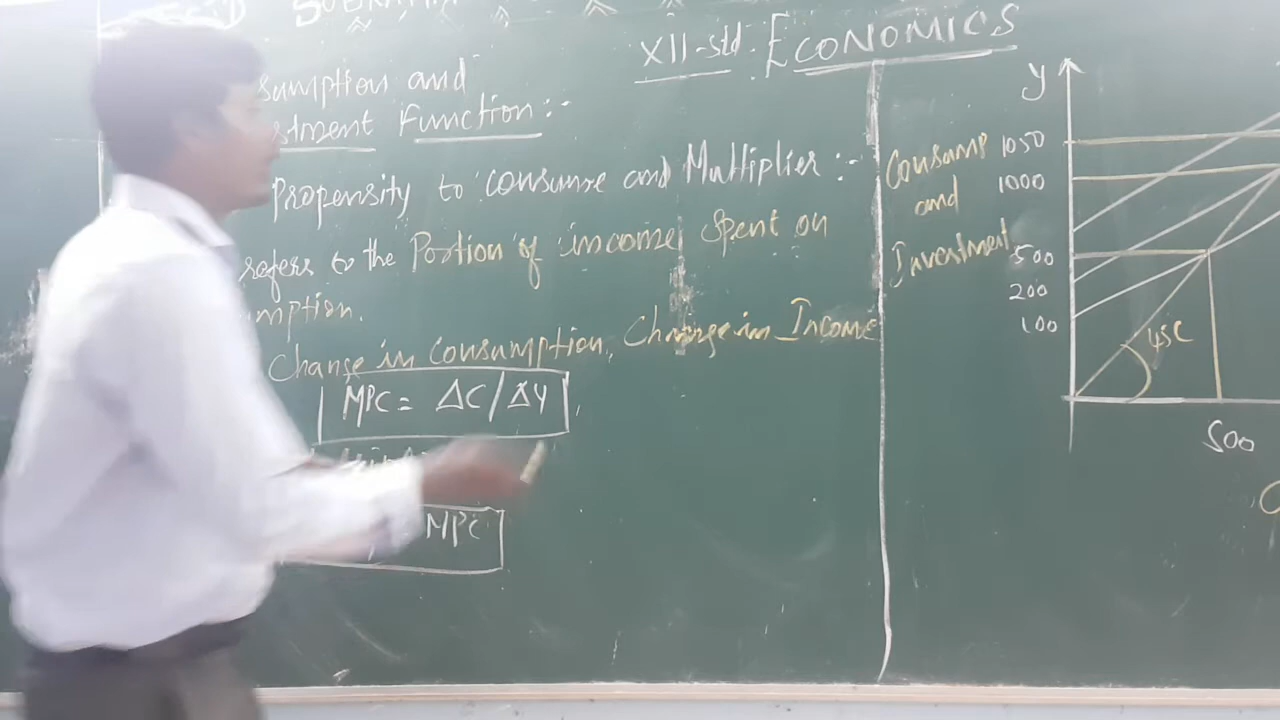 XII-std. ECONOMICS
sumption and
stment Function:-
Propensity to consume and Multiplier:-
refers to the Portion of income spent on
mption.
Change in Consumption, Change in Income
MPC = ΔC/ΔY
MPC
Consump
and
Investment
y
1050
1000
500
200
100
45
500